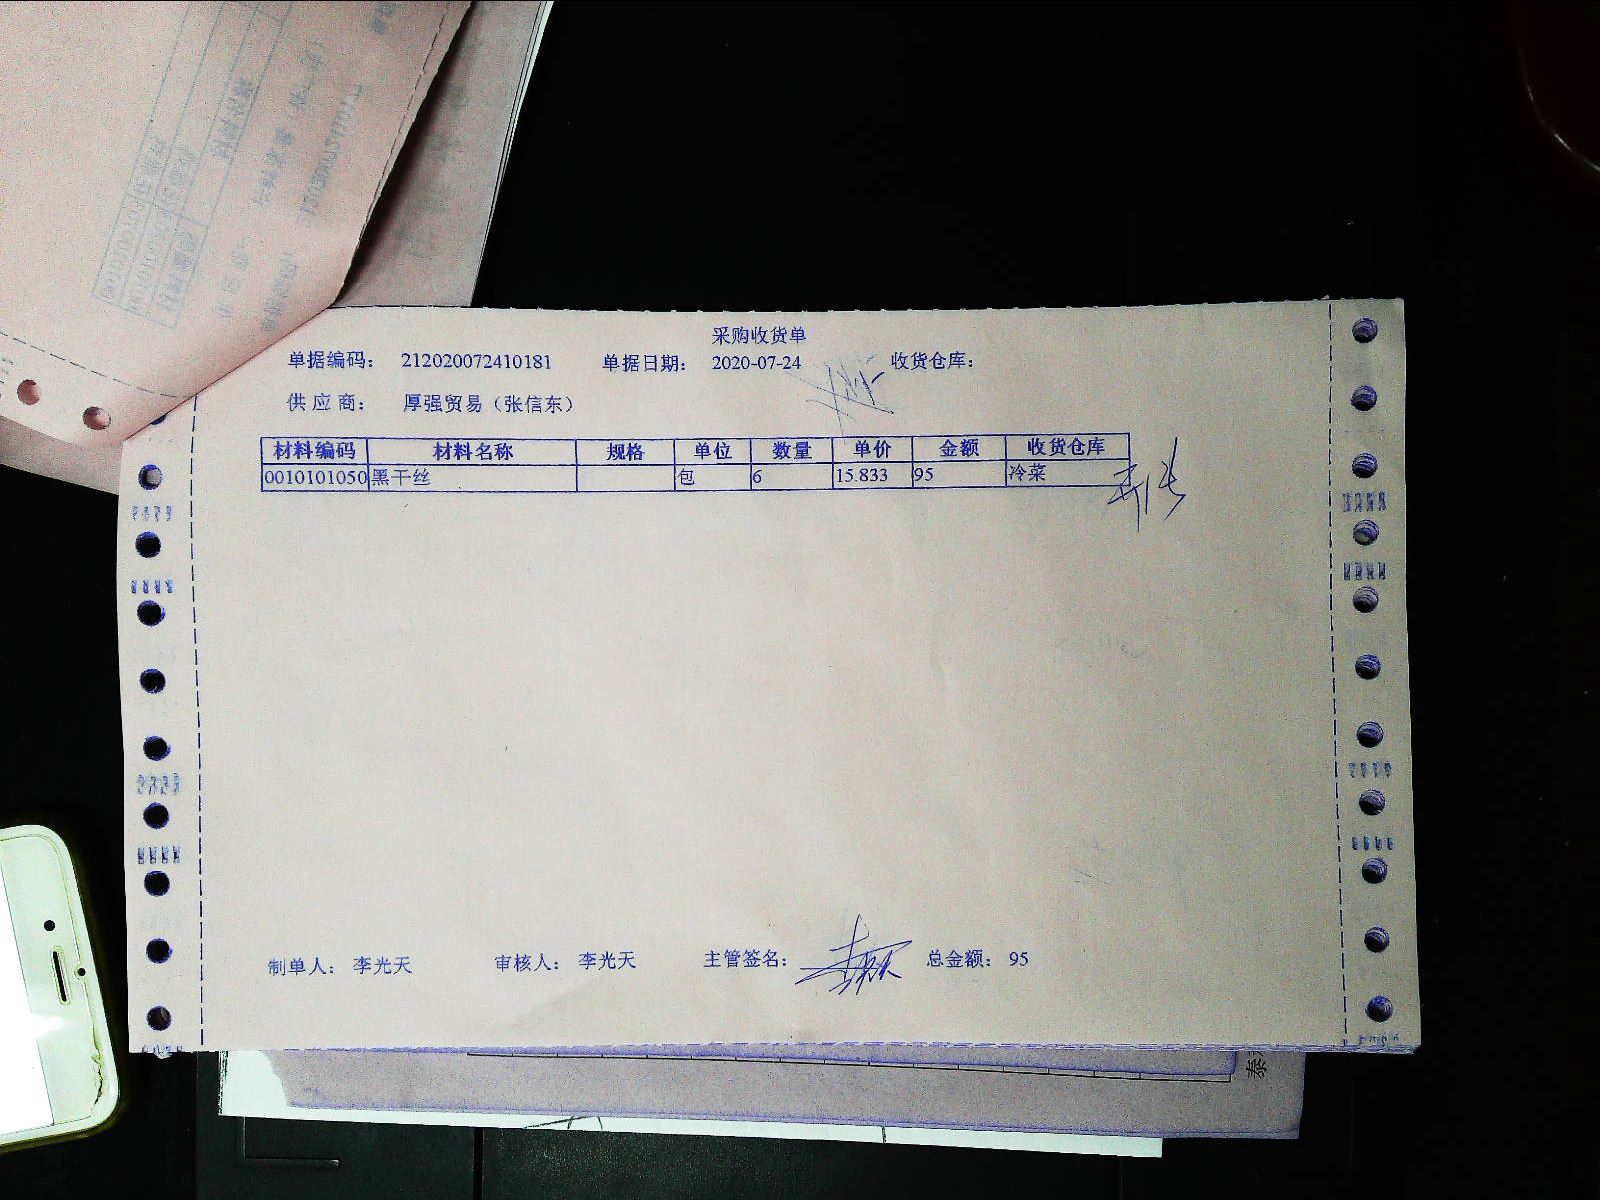 采购收货单
单据编码: 212020072410181 单据日期: 2020-07-24 收货仓库:
供应商: 厚强贸易（张信东）
材料编码 材料名称 规格 单位 数量 单价 金额 收货仓库
0010101050 黑干丝 包 6 15.833 95 冷菜
制单人: 李光天 审核人: 李光天 主管签名: 总金额: 95
泰